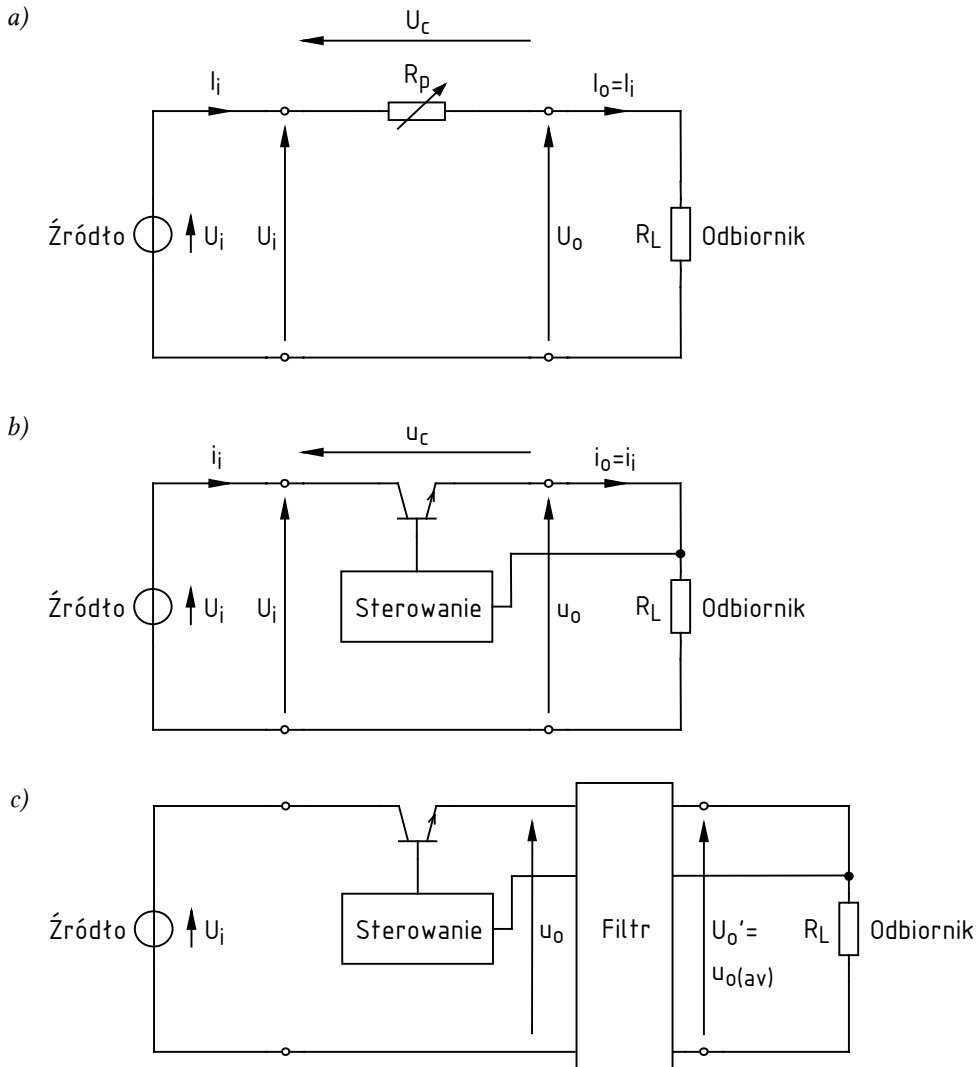 a)
U_c
I_i
R_p
I_o=I_i
Źródło
U_i
U_i
U_o
R_L
Odbiornik
b)
u_c
i_i
i_o=i_i
Źródło
U_i
U_i
Sterowanie
u_o
R_L
Odbiornik
c)
Źródło
U_i
Sterowanie
u_o
Filtr
U_o'=
u_o(av)
R_L
Odbiornik